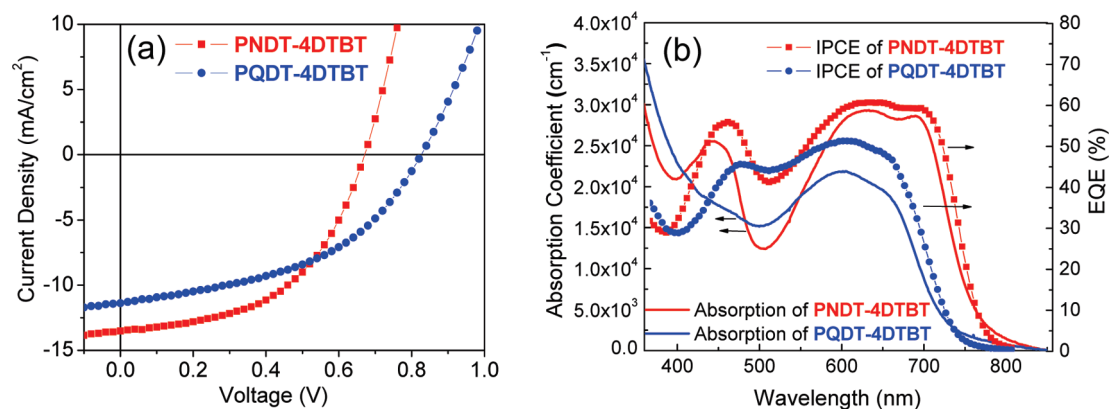 (a)
PNDT-4DTBT
PQDT-4DTBT
Current Density (mA/cm²)
10
5
0
-5
-10
-15
0.0 0.2 0.4 0.6 0.8 1.0
Voltage (V)
(b)
IPCE of PNDT-4DTBT
IPCE of PQDT-4DTBT
Absorption Coefficient (cm⁻¹)
4.0x10⁴
3.5x10⁴
3.0x10⁴
2.5x10⁴
2.0x10⁴
1.5x10⁴
1.0x10⁴
5.0x10³
0.0
Absorption of PNDT-4DTBT
Absorption of PQDT-4DTBT
400 500 600 700 800
Wavelength (nm)
80
70
60
50
40
30
20
10
0
EQE (%)